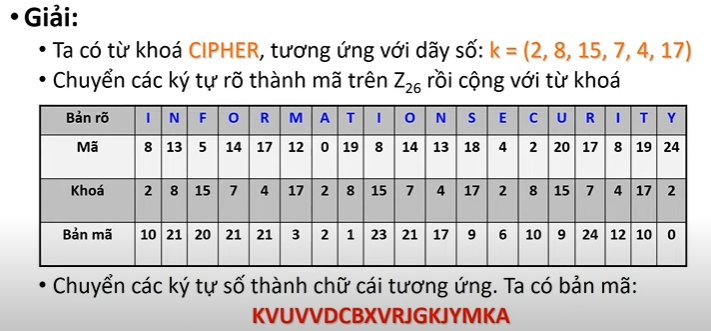 • Giải:
• Ta có từ khoá CIPHER, tương ứng với dãy số: k = (2, 8, 15, 7, 4, 17)
• Chuyển các ký tự rõ thành mã trên Z₂₆ rồi cộng với từ khoá
Bản rõ I N F O R M A T I O N S E C U R I T Y
Mã 8 13 5 14 17 12 0 19 8 14 13 18 4 2 20 17 8 19 24
Khoá 2 8 15 7 4 17 2 8 15 7 4 17 2 8 15 7 4 17 2
Bản mã 10 21 20 21 21 3 2 1 23 21 17 9 6 10 9 24 12 10 0
• Chuyển các ký tự số thành chữ cái tương ứng. Ta có bản mã:
KVUVVDCBXVRJGKJYMKA